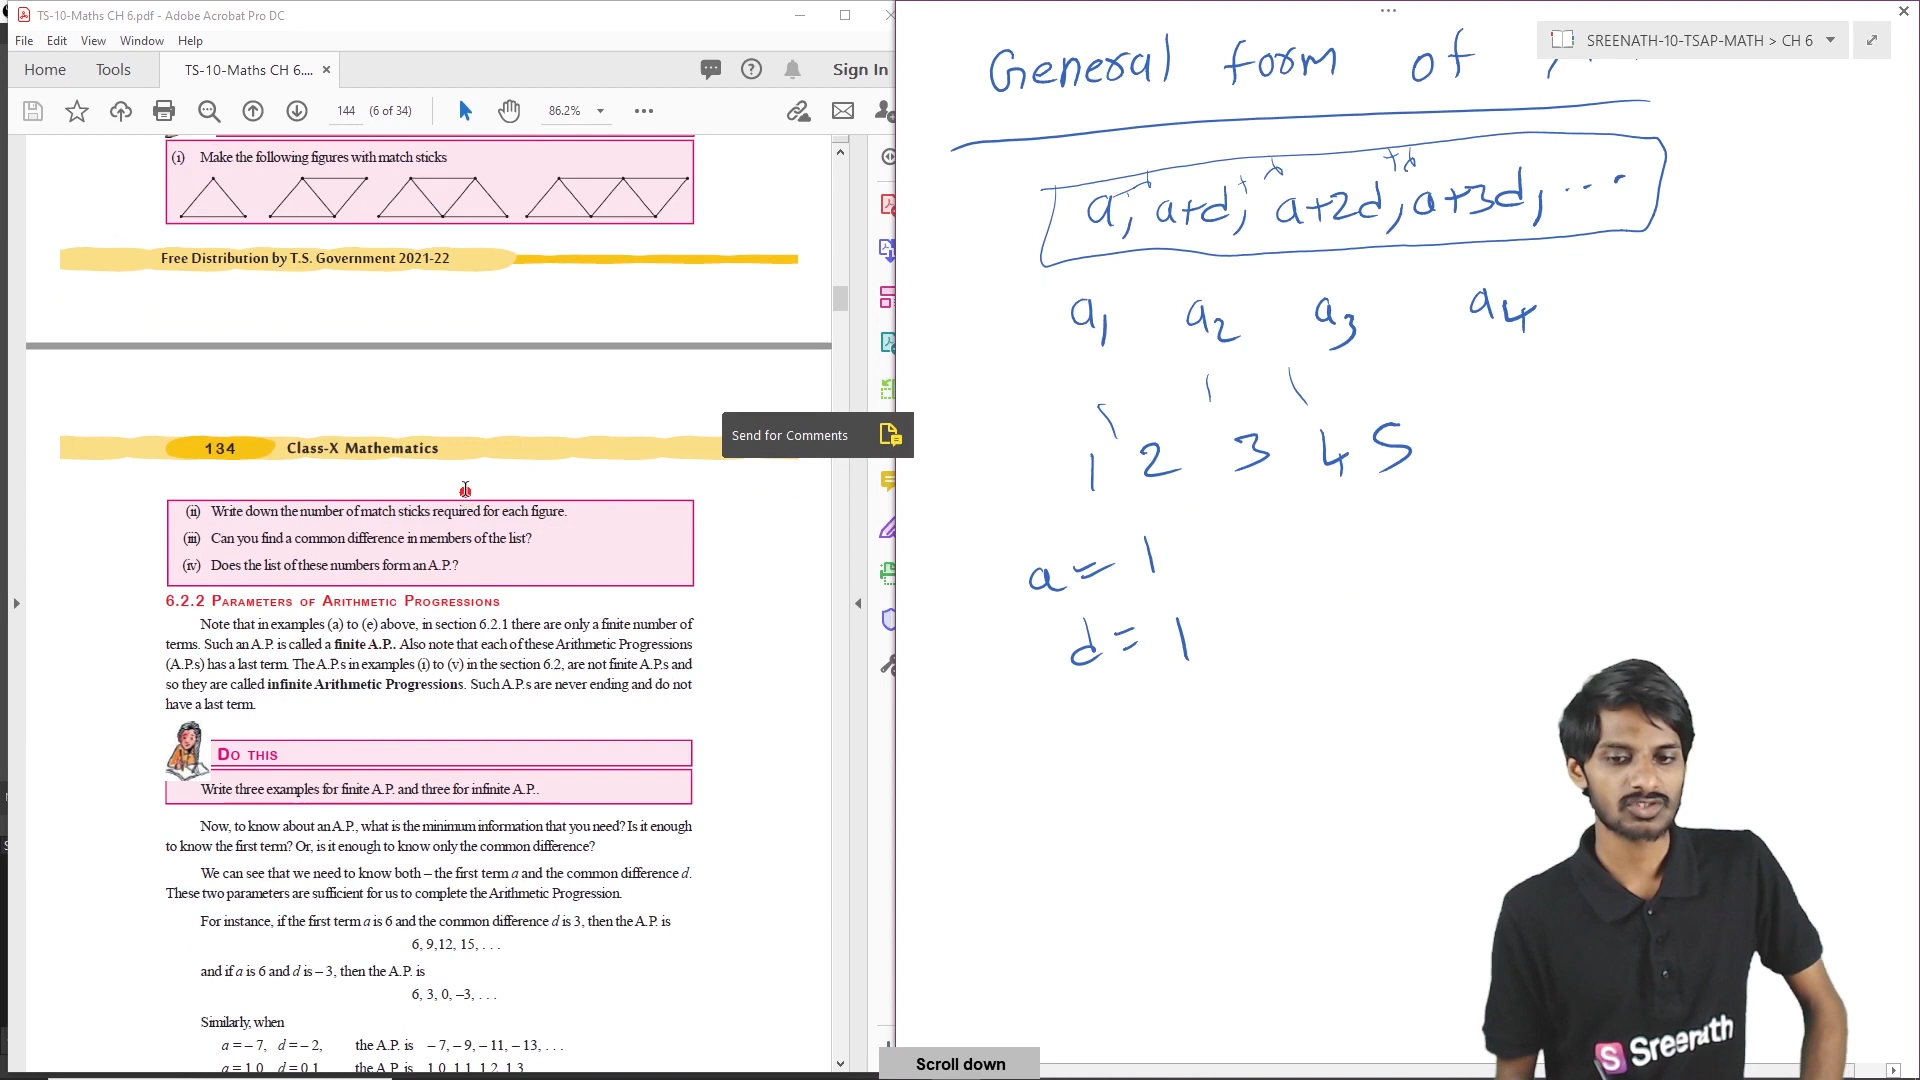 TS-10-Maths CH 6.pdf - Adobe Acrobat Pro DC
File Edit View Window Help
Home Tools TS-10-Maths CH 6.... × Sign In
144 (6 of 34) 86.2%
(i) Make the following figures with match sticks
Free Distribution by T.S. Government 2021-22
134 Class-X Mathematics
Send for Comments
(ii) Write down the number of match sticks required for each figure.
(iii) Can you find a common difference in members of the list?
(iv) Does the list of these numbers form an A.P.?
6.2.2 PARAMETERS OF ARITHMETIC PROGRESSIONS
Note that in examples (a) to (e) above, in section 6.2.1 there are only a finite number of
terms. Such an A.P. is called a finite A.P.. Also note that each of these Arithmetic Progressions
(A.P.s) has a last term. The A.P.s in examples (i) to (v) in the section 6.2, are not finite A.P.s and
so they are called infinite Arithmetic Progressions. Such A.P.s are never ending and do not
have a last term.
DO THIS
Write three examples for finite A.P. and three for infinite A.P..
Now, to know about an A.P., what is the minimum information that you need? Is it enough
to know the first term? Or, is it enough to know only the common difference?
We can see that we need to know both – the first term a and the common difference d.
These two parameters are sufficient for us to complete the Arithmetic Progression.
For instance, if the first term a is 6 and the common difference d is 3, then the A.P. is
6, 9,12, 15, . . .
and if a is 6 and d is – 3, then the A.P. is
6, 3, 0, –3, . . .
Similarly, when
a = – 7, d = – 2, the A.P. is – 7, – 9, – 11, – 13, . . .
a = 1.0, d = 0.1, the A.P. is 1.0, 1.1, 1.2, 1.3,
SREENATH-10-TSAP-MATH > CH 6
General form of
a, a+d, a+2d, a+3d, ...
a1 a2 a3 a4
1 2 3 4 5
a = 1
d = 1
Scroll down
S Sreenath